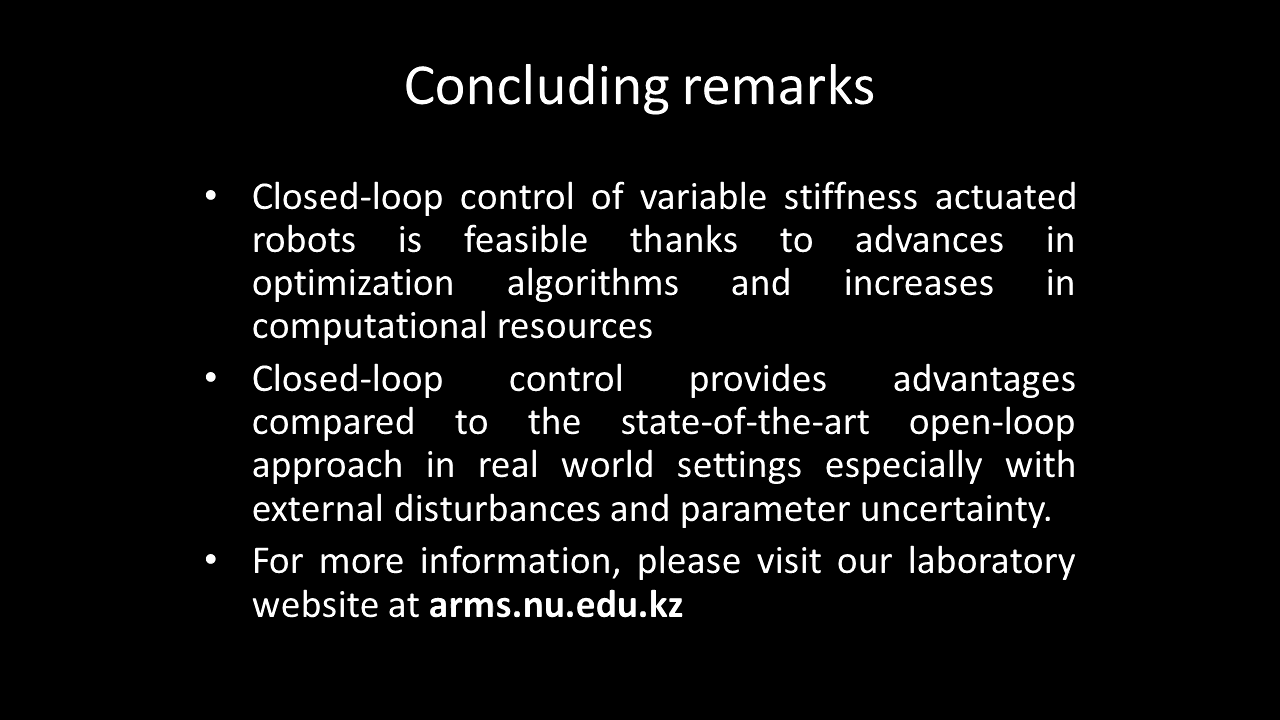 Concluding remarks
• Closed-loop control of variable stiffness actuated
robots is feasible thanks to advances in
optimization algorithms and increases in
computational resources
• Closed-loop control provides advantages
compared to the state-of-the-art open-loop
approach in real world settings especially with
external disturbances and parameter uncertainty.
• For more information, please visit our laboratory
website at arms.nu.edu.kz